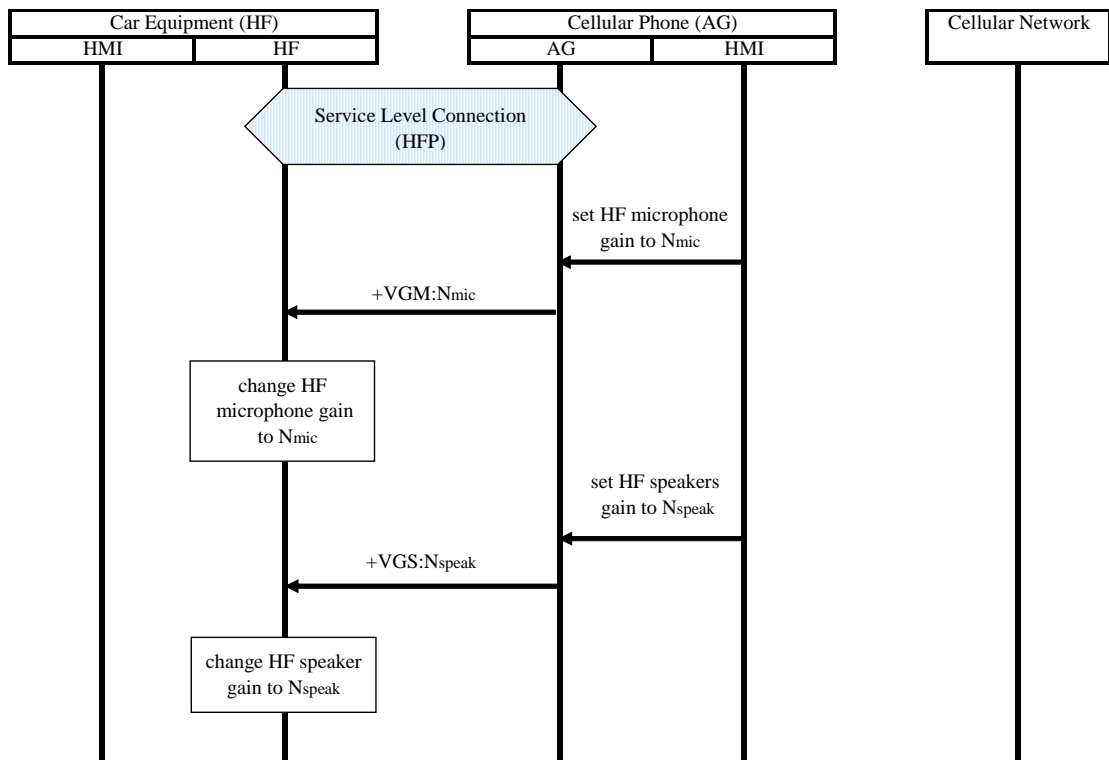 Car Equipment (HF)
Cellular Phone (AG)
Cellular Network
HMI
HF
AG
HMI
Service Level Connection
(HFP)
set HF microphone
gain to Nmic
+VGM:Nmic
change HF
microphone gain
to Nmic
set HF speakers
gain to Nspeak
+VGS:Nspeak
change HF speaker
gain to Nspeak